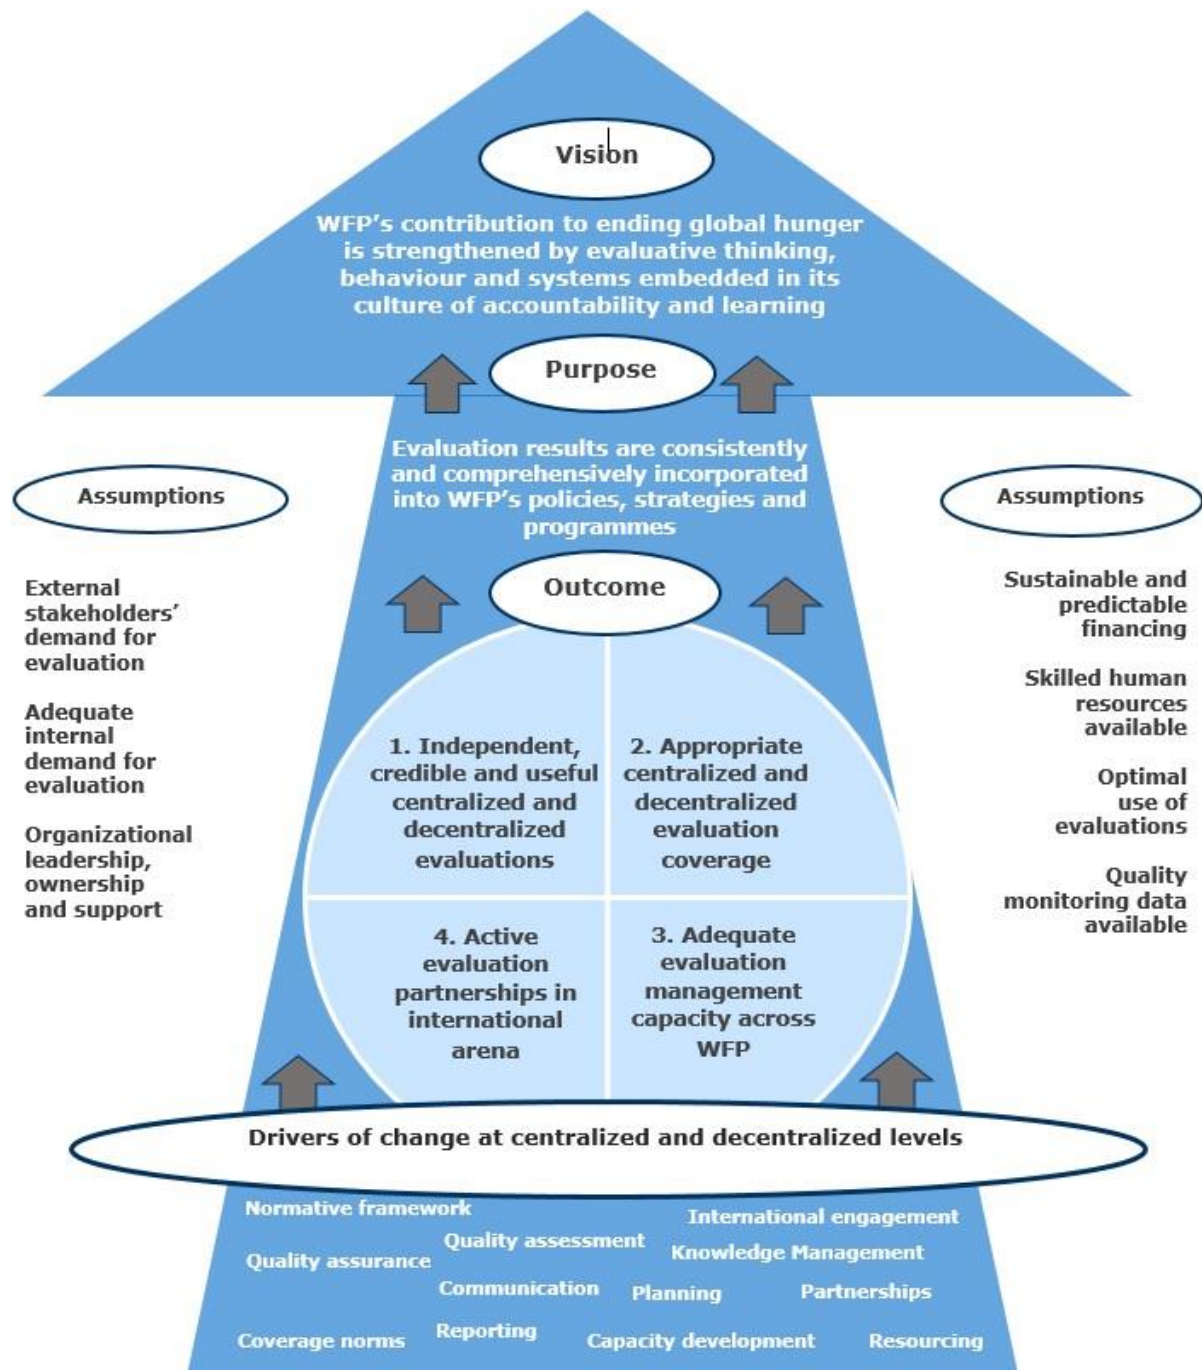 Vision
WFP's contribution to ending global hunger
is strengthened by evaluative thinking,
behaviour and systems embedded in its
culture of accountability and learning
Purpose
Evaluation results are consistently
and comprehensively incorporated
into WFP's policies, strategies and
programmes
Assumptions
External
stakeholders'
demand for
evaluation
Adequate
internal
demand for
evaluation
Organizational
leadership,
ownership
and support
Assumptions
Sustainable and
predictable
financing
Skilled human
resources
available
Optimal
use of
evaluations
Quality
monitoring data
available
Outcome
1. Independent,
credible and useful
centralized and
decentralized
evaluations
2. Appropriate
centralized and
decentralized
evaluation
coverage
4. Active
evaluation
partnerships in
international
arena
3. Adequate
evaluation
management
capacity across
WFP
Drivers of change at centralized and decentralized levels
Normative framework
International engagement
Quality assessment
Knowledge Management
Quality assurance
Communication
Planning
Partnerships
Coverage norms
Reporting
Capacity development
Resourcing